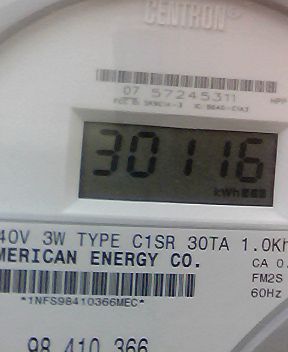 CENTRON®
07 57245311
30116
kWh
40V 3W TYPE C1SR 30TA 1.0Kh
MERICAN ENERGY CO.
CA 0.
FM2S
60Hz
*1NFS98410366MEC*
98 410 366